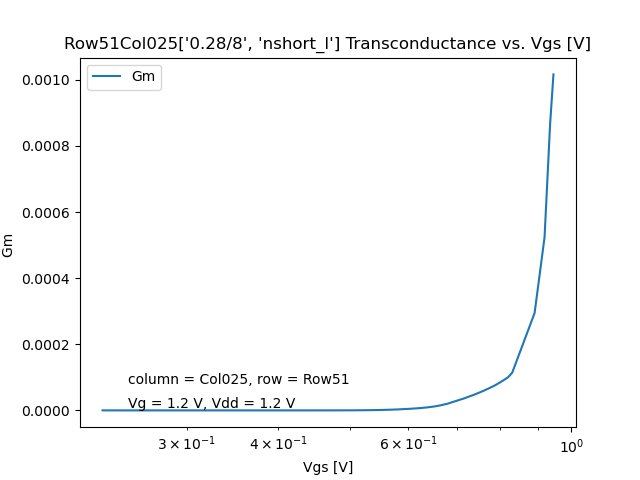 Row51Col025['0.28/8', 'nshort_l'] Transconductance vs. Vgs [V]
Gm
0.0010
0.0008
0.0006
0.0004
0.0002
0.0000
Gm
column = Col025, row = Row51
Vg = 1.2 V, Vdd = 1.2 V
3 × 10⁻¹
4 × 10⁻¹
6 × 10⁻¹
10⁰
Vgs [V]